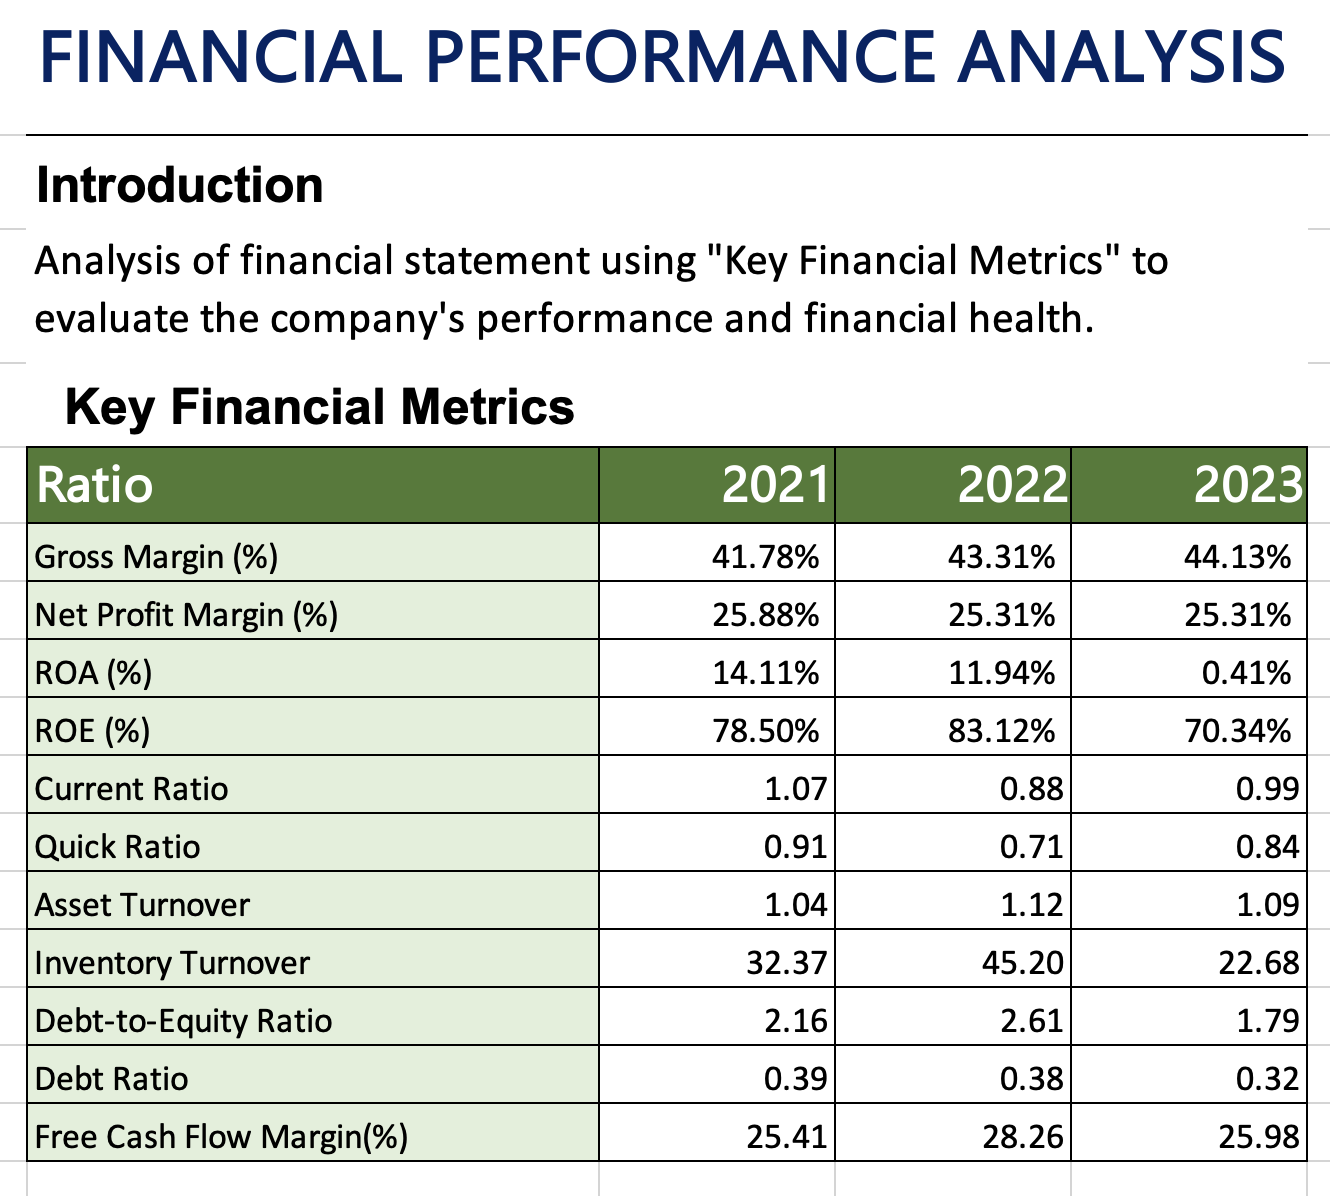 FINANCIAL PERFORMANCE ANALYSIS
Introduction
Analysis of financial statement using "Key Financial Metrics" to
evaluate the company's performance and financial health.
Key Financial Metrics
Ratio 2021 2022 2023
Gross Margin (%) 41.78% 43.31% 44.13%
Net Profit Margin (%) 25.88% 25.31% 25.31%
ROA (%) 14.11% 11.94% 0.41%
ROE (%) 78.50% 83.12% 70.34%
Current Ratio 1.07 0.88 0.99
Quick Ratio 0.91 0.71 0.84
Asset Turnover 1.04 1.12 1.09
Inventory Turnover 32.37 45.20 22.68
Debt-to-Equity Ratio 2.16 2.61 1.79
Debt Ratio 0.39 0.38 0.32
Free Cash Flow Margin(%) 25.41 28.26 25.98